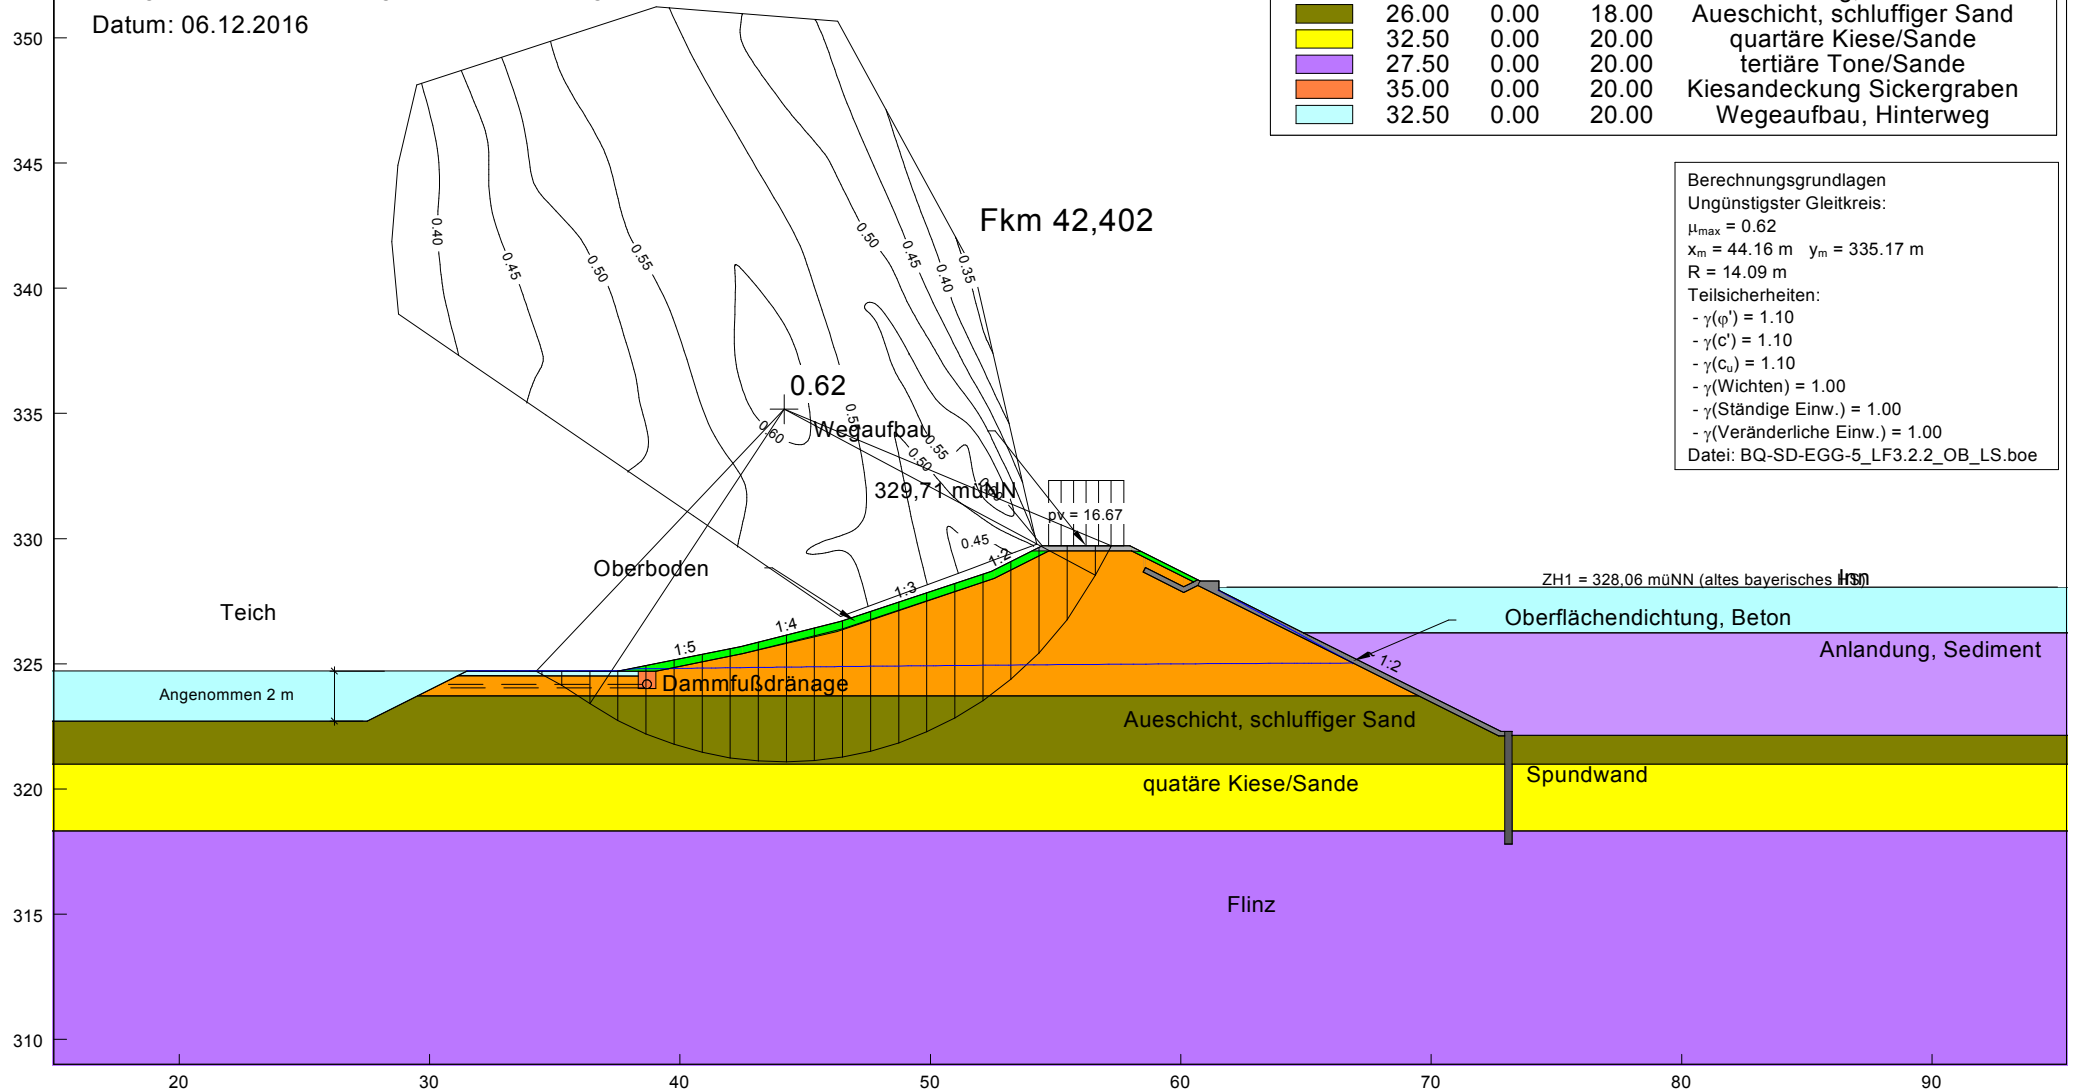 Datum: 06.12.2016
26.00 0.00 18.00 Aueschicht, schluffiger Sand
32.50 0.00 20.00 quartäre Kiese/Sande
27.50 0.00 20.00 tertiäre Tone/Sande
35.00 0.00 20.00 Kiesandeckung Sickergraben
32.50 0.00 20.00 Wegeaufbau, Hinterweg
Berechnungsgrundlagen
Ungünstigster Gleitkreis:
μmax = 0.62
xm = 44.16 m ym = 335.17 m
R = 14.09 m
Teilsicherheiten:
- γ(φ') = 1.10
- γ(c') = 1.10
- γ(cu) = 1.10
- γ(Wichten) = 1.00
- γ(Ständige Einw.) = 1.00
- γ(Veränderliche Einw.) = 1.00
Datei: BQ-SD-EGG-5_LF3.2.2_OB_LS.boe
Fkm 42,402
0.40
0.45
0.50
0.55
0.50
0.45
0.40
0.35
0.62
0.60
Wegaufbau
0.55
0.50
329,71 müNN
pv = 16.67
0.45
1:2
Oberboden
1:3
1:4
1:5
ZH1 = 328,06 müNN (altes bayerisches HS)
Inn
Teich
Oberflächendichtung, Beton
1:2
Anlandung, Sediment
Angenommen 2 m
Dammfußdränage
Aueschicht, schluffiger Sand
quatäre Kiese/Sande
Spundwand
Flinz
350
345
340
335
330
325
320
315
310
20 30 40 50 60 70 80 90